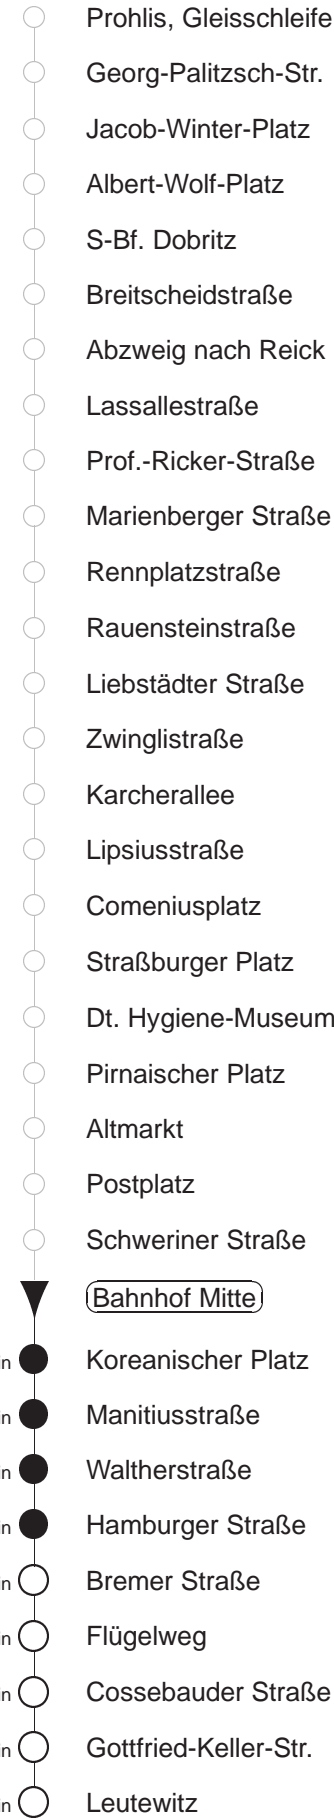 Prohlis, Gleisschleife
Georg-Palitzsch-Str.
Jacob-Winter-Platz
Albert-Wolf-Platz
S-Bf. Dobritz
Breitscheidstraße
Abzweig nach Reick
Lassallestraße
Prof.-Ricker-Straße
Marienberger Straße
Rennplatzstraße
Rauensteinstraße
Liebstädter Straße
Zwinglistraße
Karcherallee
Lipsiusstraße
Comeniusplatz
Straßburger Platz
Dt. Hygiene-Museum
Pirnaischer Platz
Altmarkt
Postplatz
Schweriner Straße
Bahnhof Mitte
Koreanischer Platz
Manitiusstraße
Waltherstraße
Hamburger Straße
Bremer Straße
Flügelweg
Cossebauder Straße
Gottfried-Keller-Str.
Leutewitz